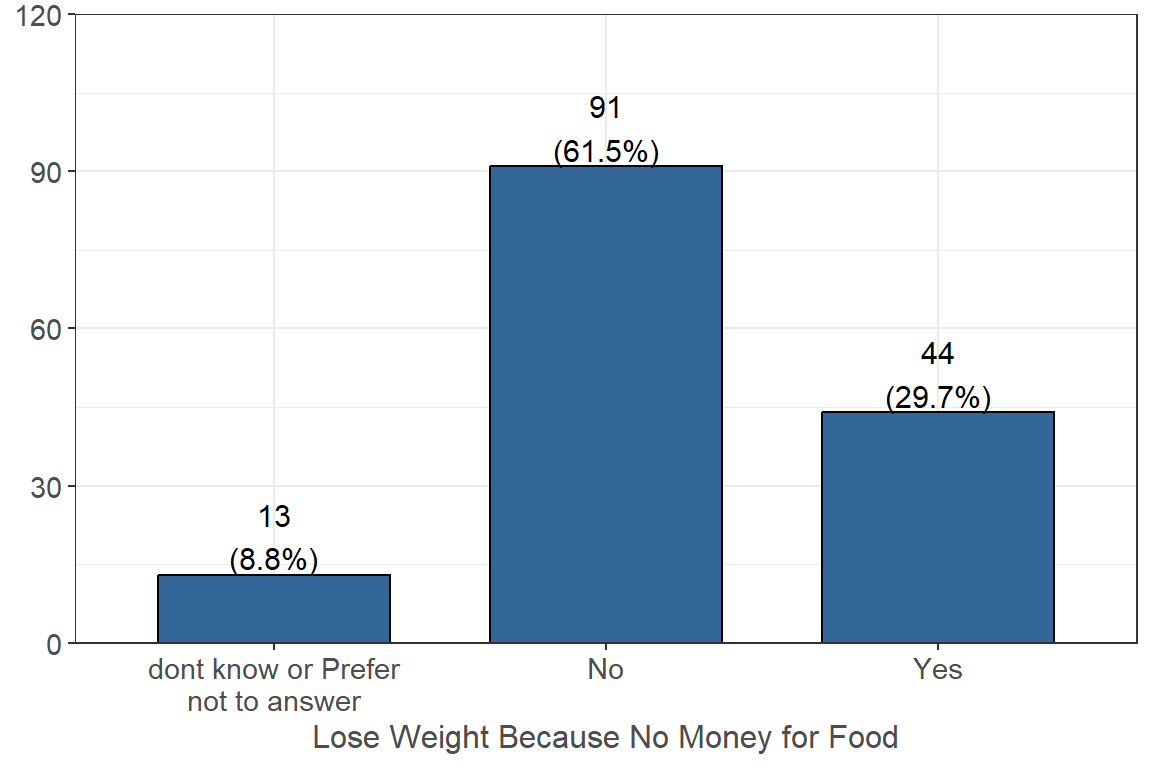 120
90
60
30
0
13
(8.8%)
91
(61.5%)
44
(29.7%)
dont know or Prefer
not to answer
No
Yes
Lose Weight Because No Money for Food